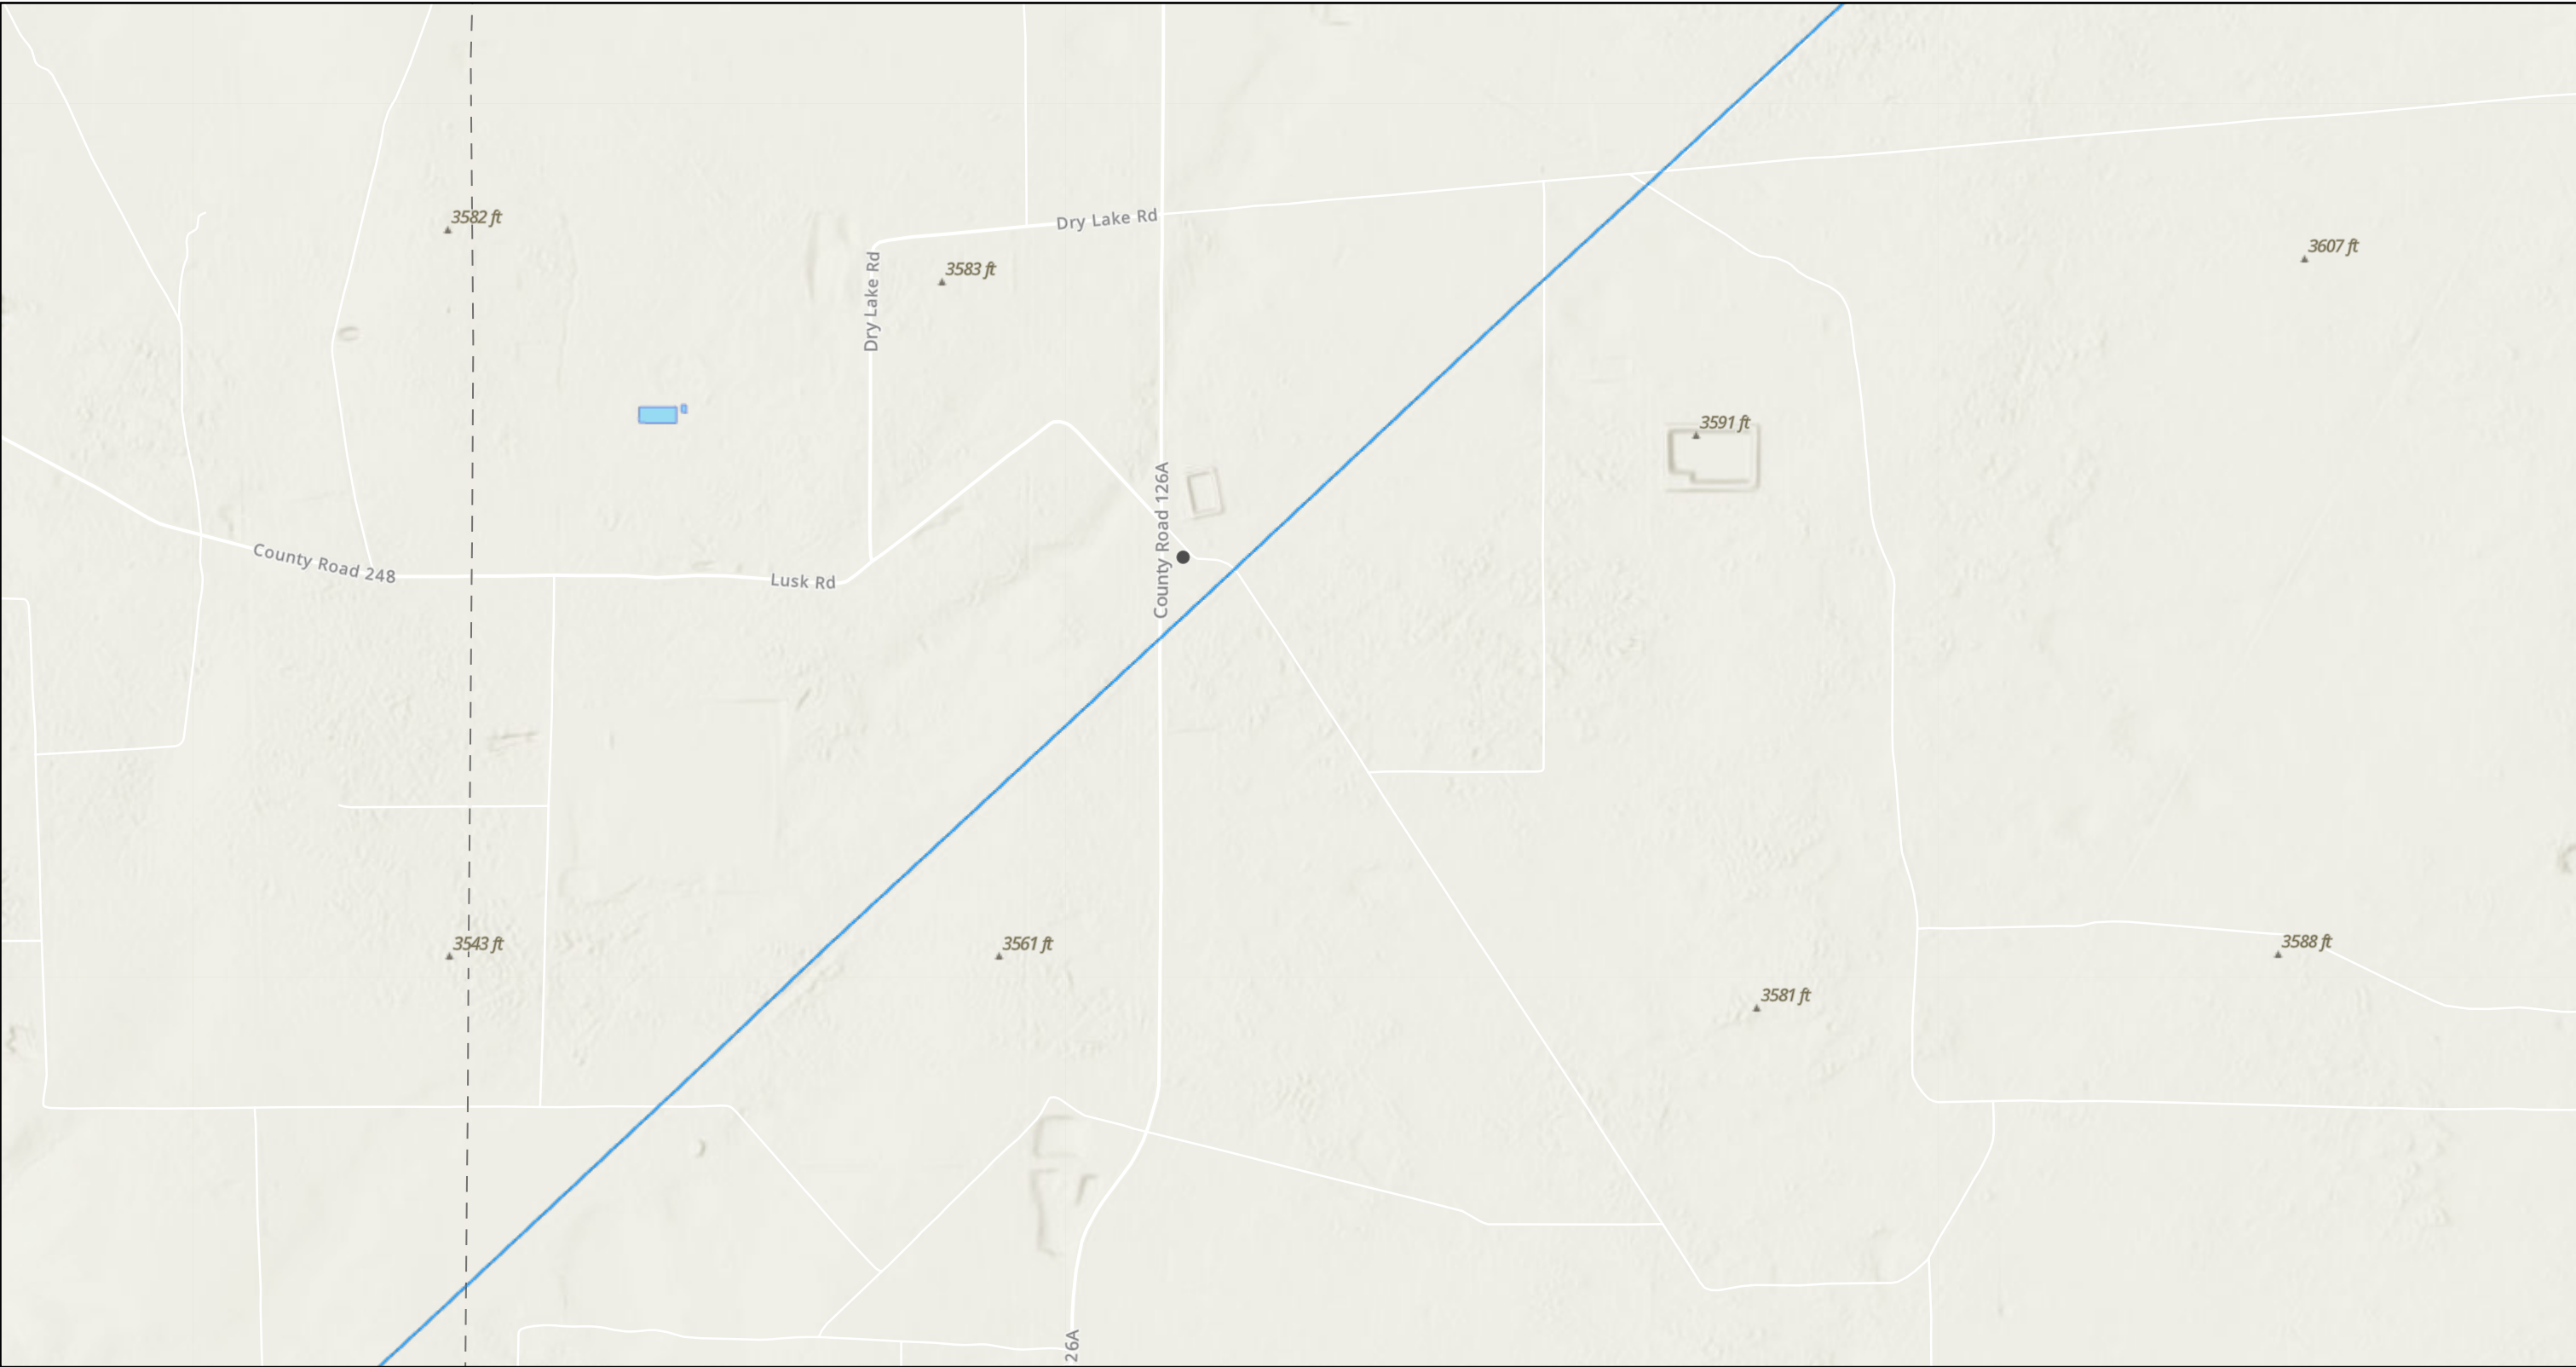 3582 ft
Dry Lake Rd
3607 ft
3583 ft
Dry Lake Rd
3591 ft
County Road 126A
County Road 248
Lusk Rd
3543 ft
3561 ft
3588 ft
3581 ft
26A